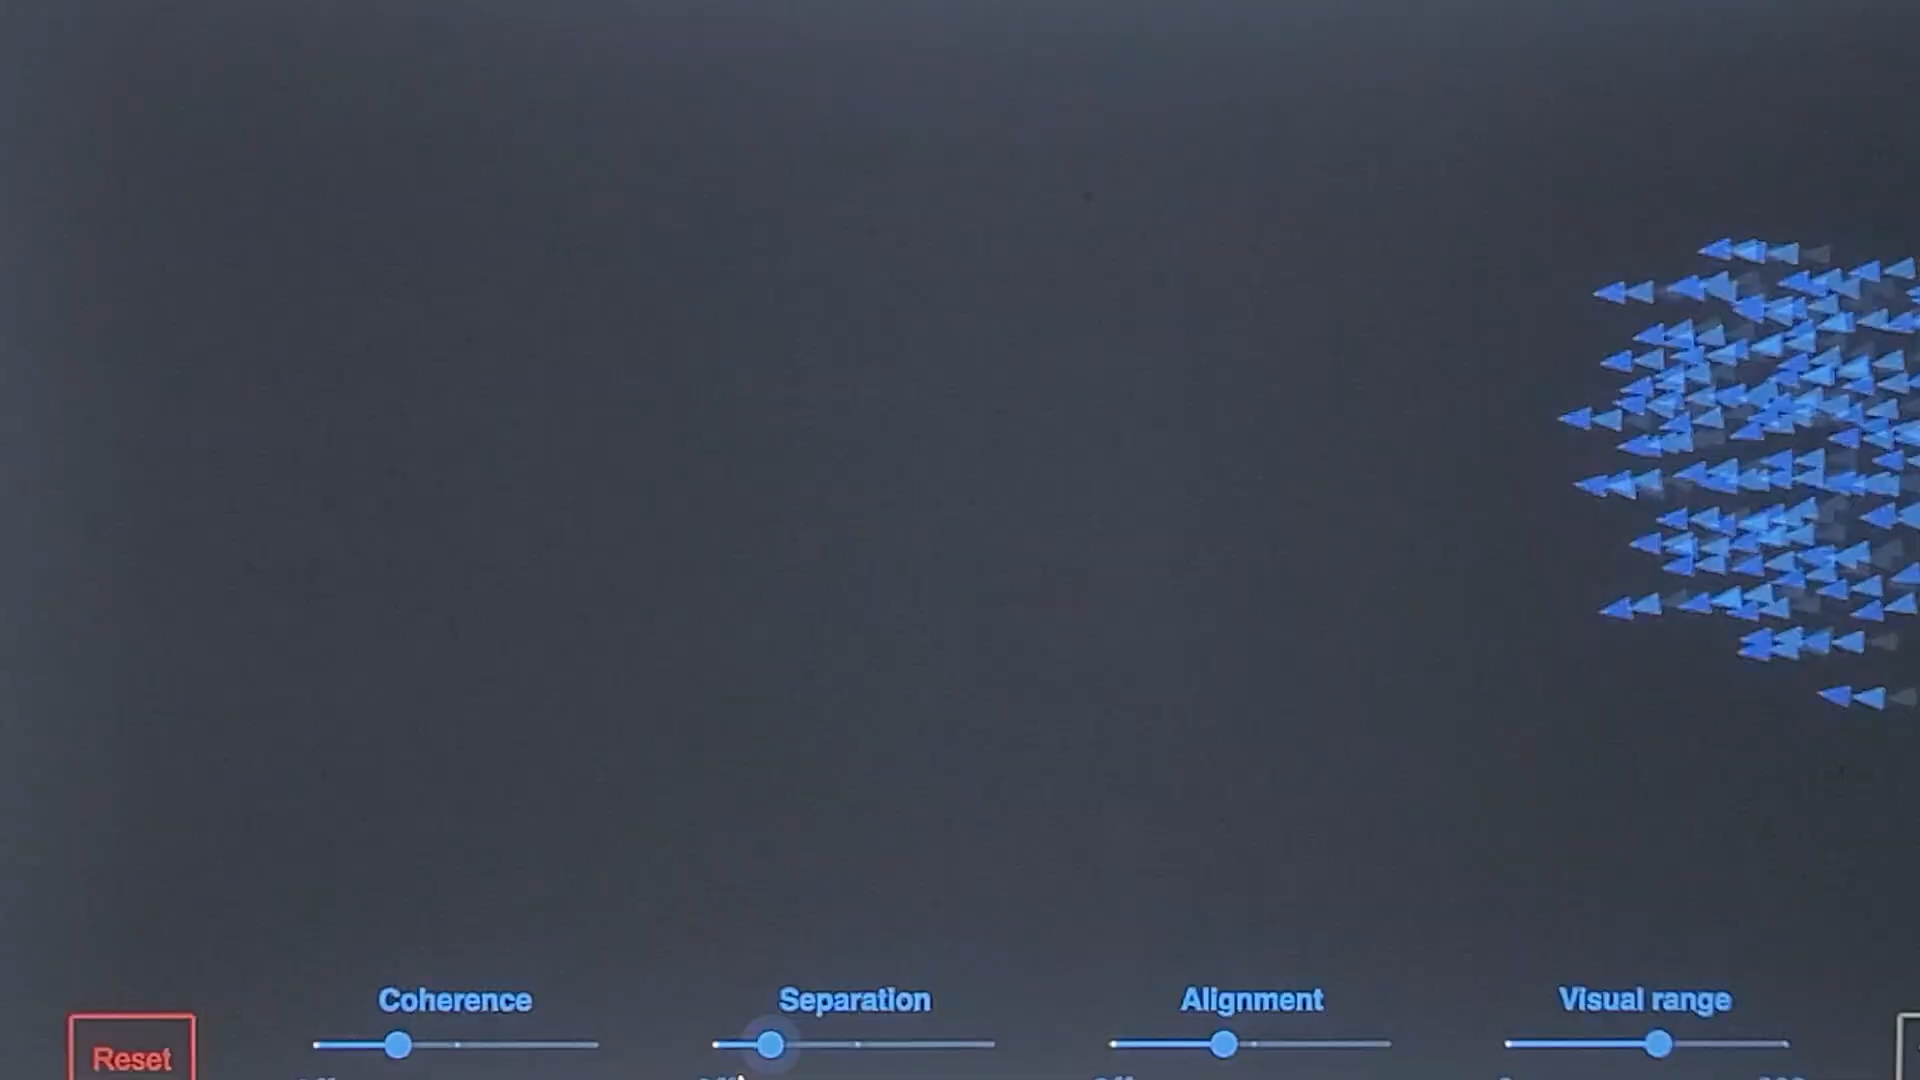 Coherence
Separation
Alignment
Visual range
Reset